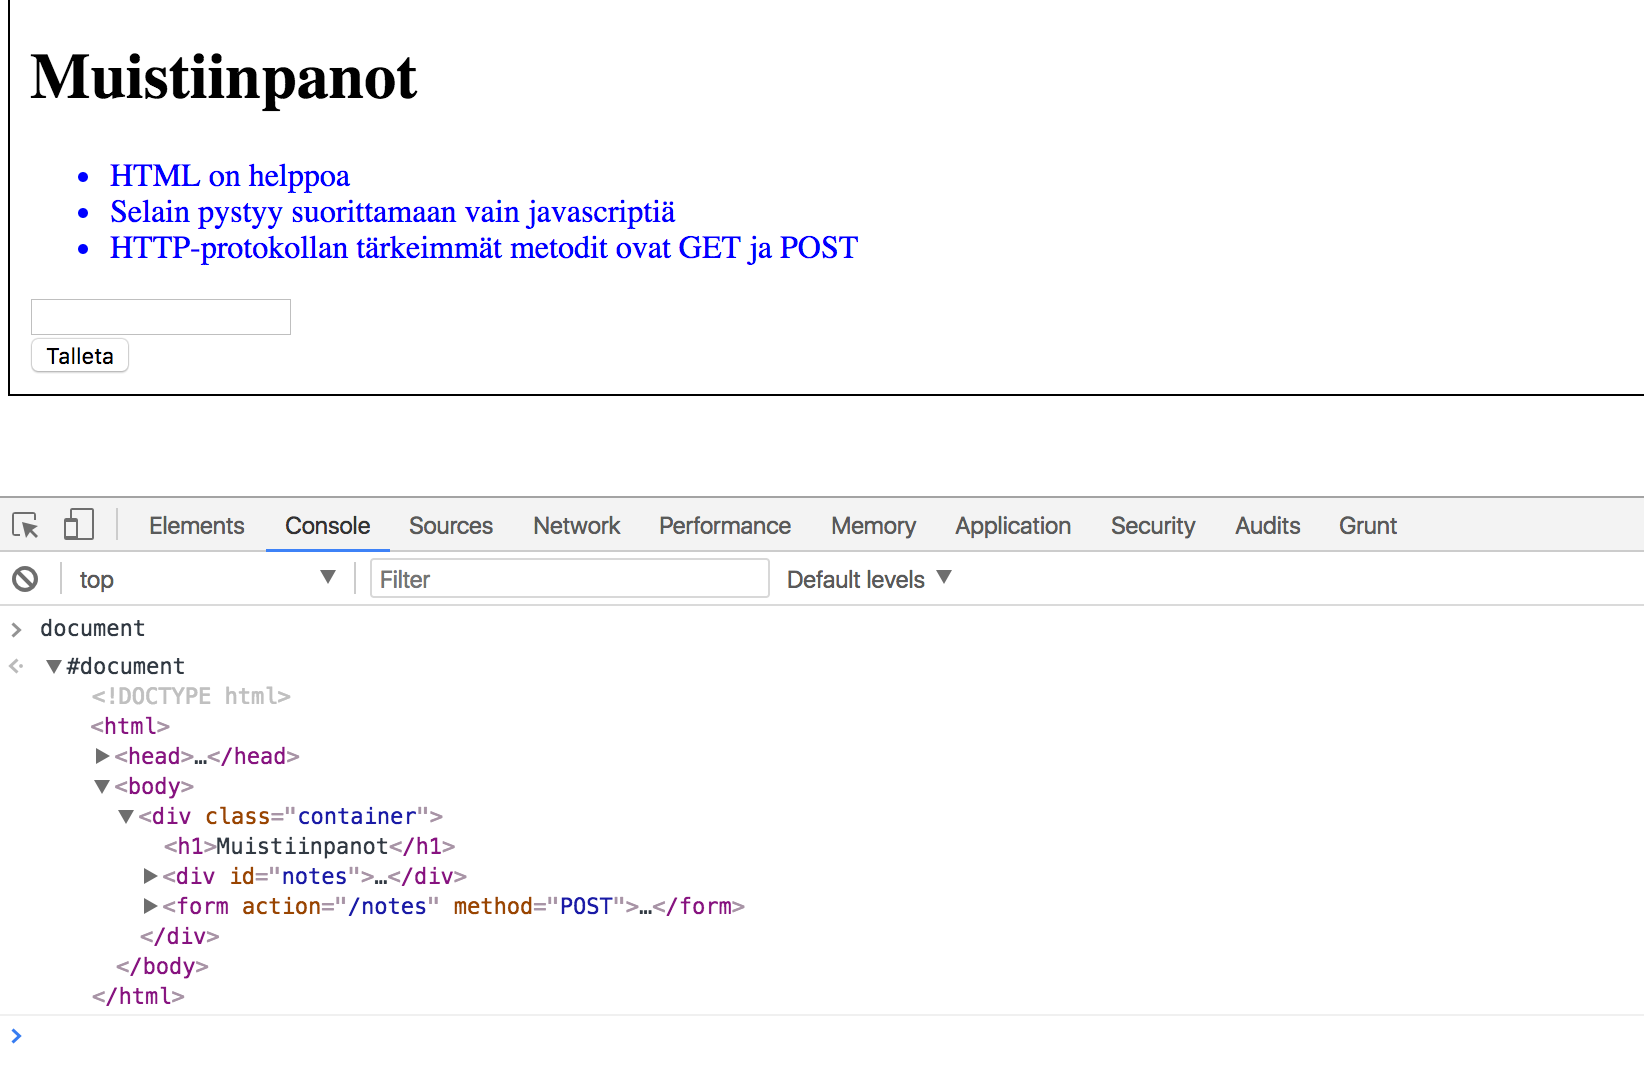 Muistiinpanot
HTML on helppoa
Selain pystyy suorittamaan vain javascriptiä
HTTP-protokollan tärkeimmät metodit ovat GET ja POST
Talleta
Elements Console Sources Network Performance Memory Application Security Audits Grunt
top Filter Default levels
document
#document
<!DOCTYPE html>
<html>
<head>…</head>
<body>
<div class="container">
<h1>Muistiinpanot</h1>
<div id="notes">…</div>
<form action="/notes" method="POST">…</form>
</div>
</body>
</html>